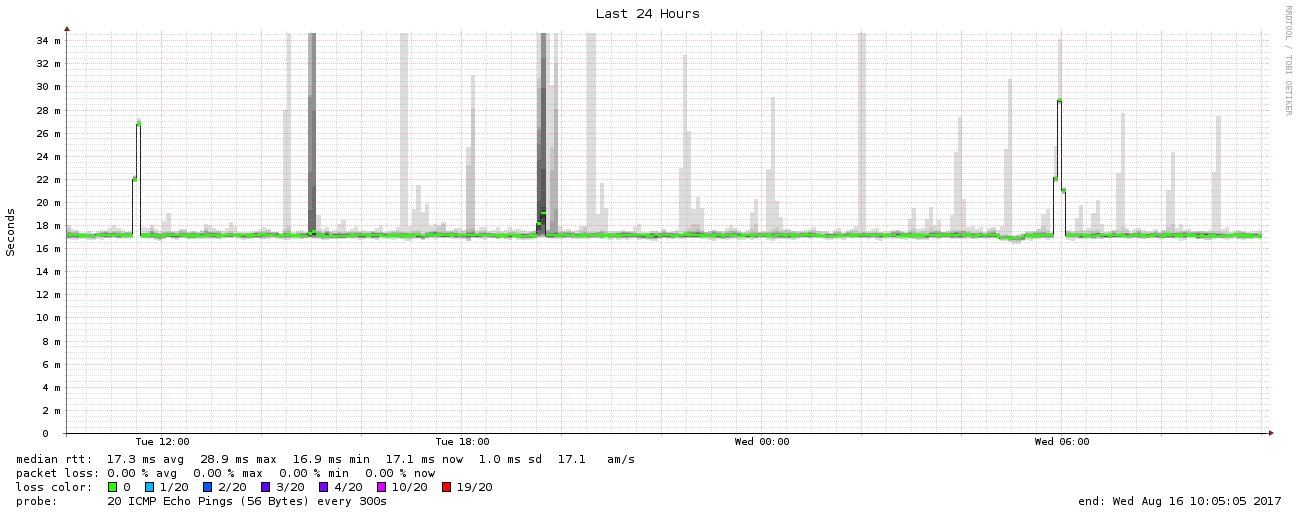 Last 24 Hours
RRDTOOL / TOBI OETIKER
Seconds
34 m
32 m
30 m
28 m
26 m
24 m
22 m
20 m
18 m
16 m
14 m
12 m
10 m
8 m
6 m
4 m
2 m
0
Tue 12:00 Tue 18:00 Wed 00:00 Wed 06:00
median rtt: 17.3 ms avg 28.9 ms max 16.9 ms min 17.1 ms now 1.0 ms sd 17.1 am/s
packet loss: 0.00 % avg 0.00 % max 0.00 % min 0.00 % now
loss color: 0 1/20 2/20 3/20 4/20 10/20 19/20
probe: 20 ICMP Echo Pings (56 Bytes) every 300s end: Wed Aug 16 10:05:05 2017